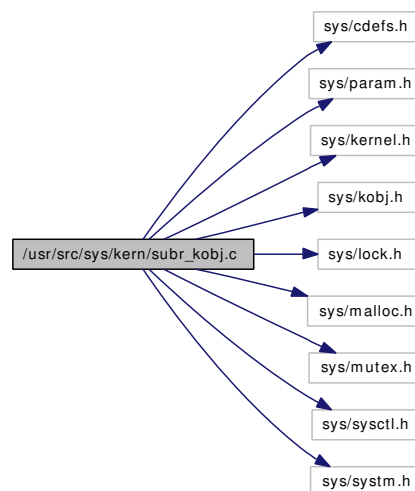 sys/cdefs.h
sys/param.h
sys/kernel.h
sys/kobj.h
/usr/src/sys/kern/subr_kobj.c
sys/lock.h
sys/malloc.h
sys/mutex.h
sys/sysctl.h
sys/systm.h